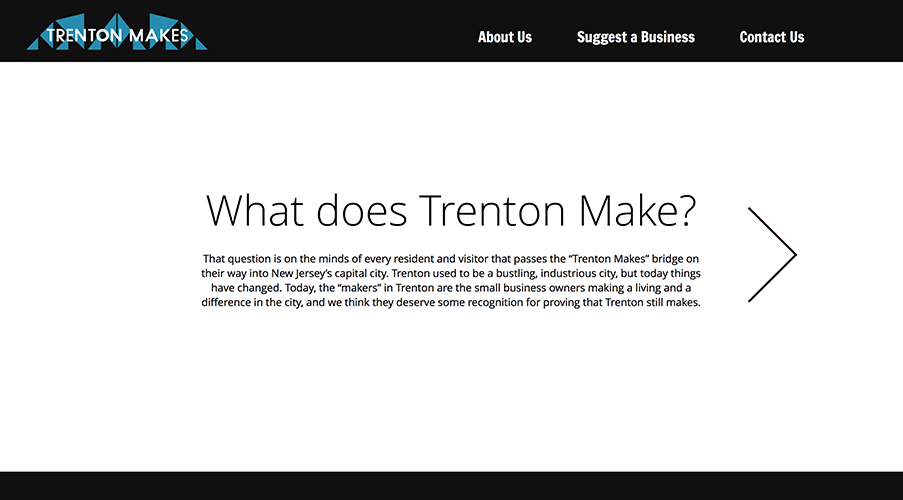 TRENTON MAKES
About Us Suggest a Business Contact Us
What does Trenton Make?
That question is on the minds of every resident and visitor that passes the “Trenton Makes” bridge on
their way into New Jersey’s capital city. Trenton used to be a bustling, industrious city, but today things
have changed. Today, the “makers” in Trenton are the small business owners making a living and a
difference in the city, and we think they deserve some recognition for proving that Trenton still makes.